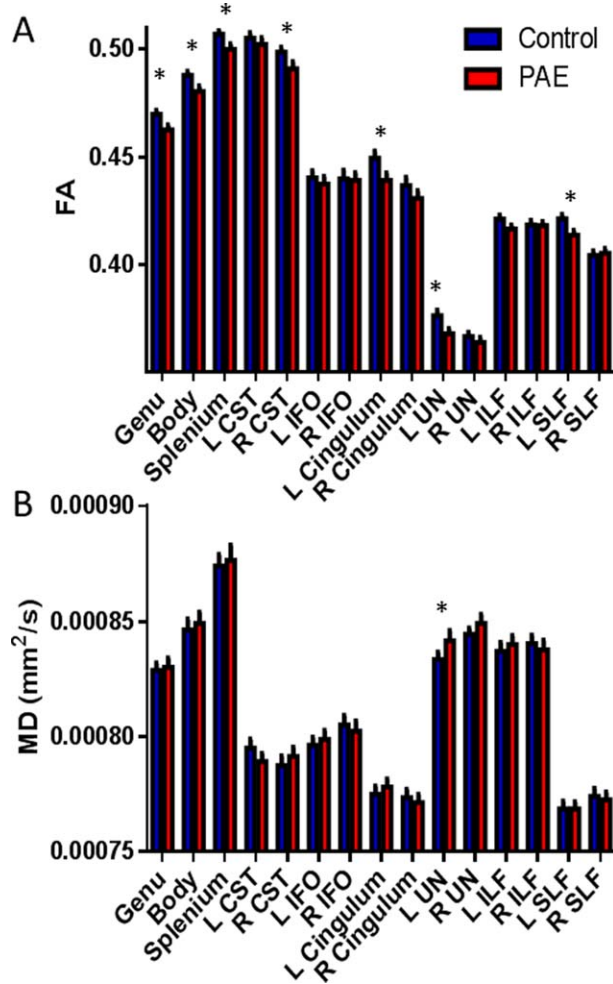 A
*
*
*
*
*
*
*
Control
PAE
FA
0.50
0.45
0.40
Genu
Body
Splenium
L CST
R CST
L IFO
R IFO
L Cingulum
R Cingulum
L UN
R UN
L ILF
R ILF
L SLF
R SLF
B
*
MD (mm²/s)
0.00090
0.00085
0.00080
0.00075
Genu
Body
Splenium
L CST
R CST
L IFO
R IFO
L Cingulum
R Cingulum
L UN
R UN
L ILF
R ILF
L SLF
R SLF